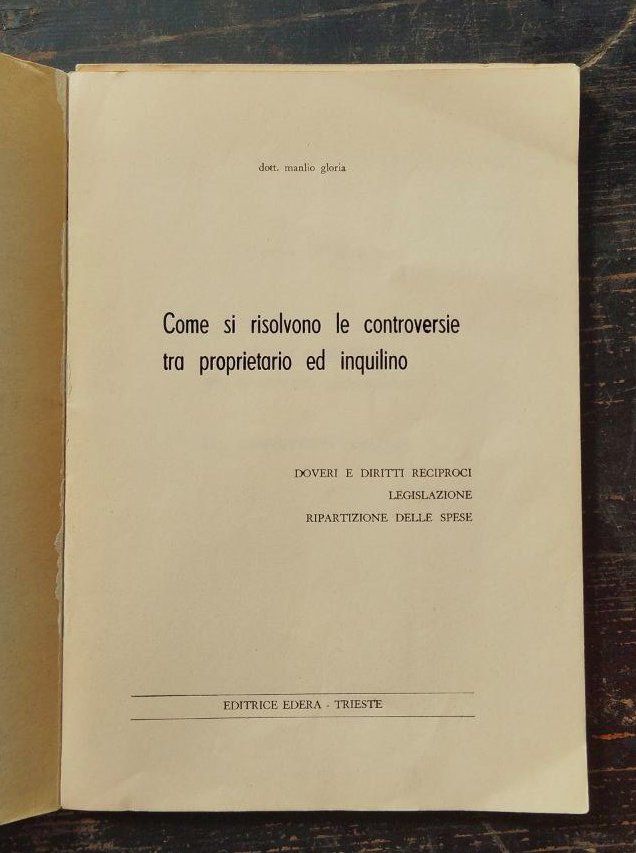 dott. manlio gloria
Come si risolvono le controversie
tra proprietario ed inquilino
DOVERI E DIRITTI RECIPROCI
LEGISLAZIONE
RIPARTIZIONE DELLE SPESE
EDITRICE EDERA - TRIESTE